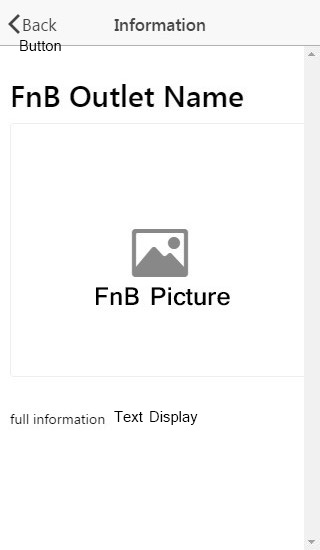 Back Information
Button
FnB Outlet Name
FnB Picture
full information Text Display